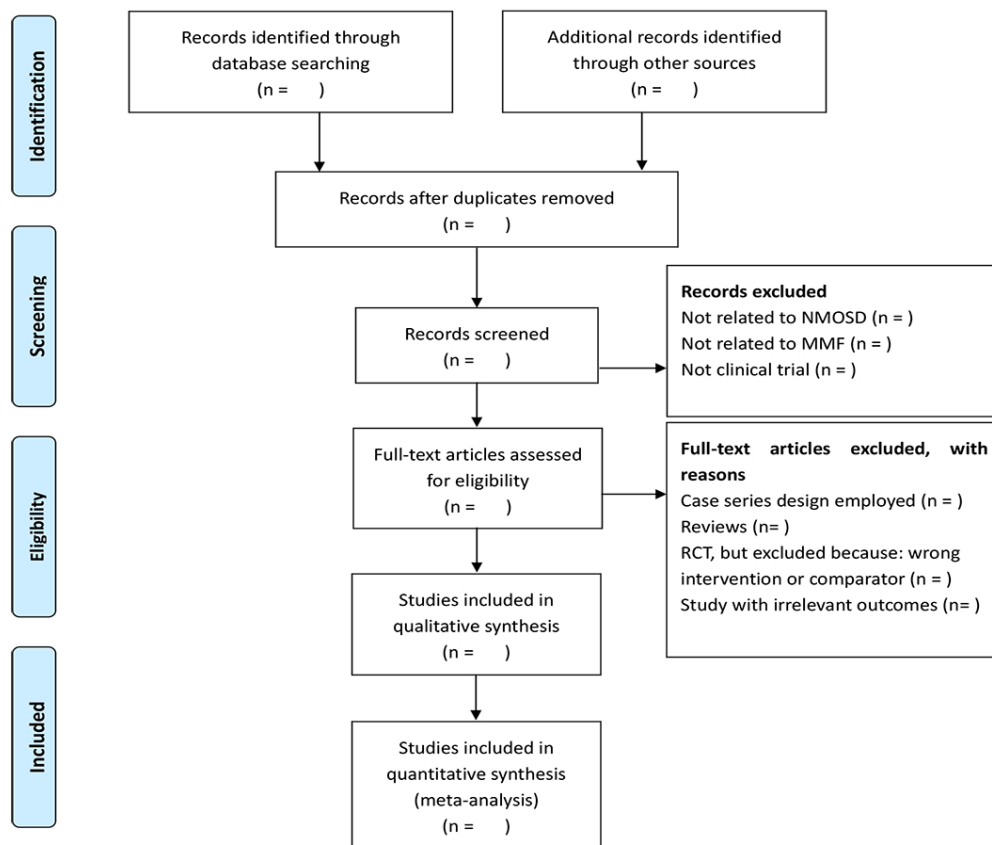 Identification
Records identified through
database searching
(n =      )
Additional records identified
through other sources
(n =      )
Records after duplicates removed
(n =      )
Screening
Records screened
(n =      )
Records excluded
Not related to NMOSD (n = )
Not related to MMF (n = )
Not clinical trial (n = )
Eligibility
Full-text articles assessed
for eligibility
(n =      )
Full-text articles excluded, with
reasons
Case series design employed (n = )
Reviews (n= )
RCT, but excluded because: wrong
intervention or comparator (n = )
Study with irrelevant outcomes (n= )
Studies included in
qualitative synthesis
(n =      )
Included
Studies included in
quantitative synthesis
(meta-analysis)
(n =      )